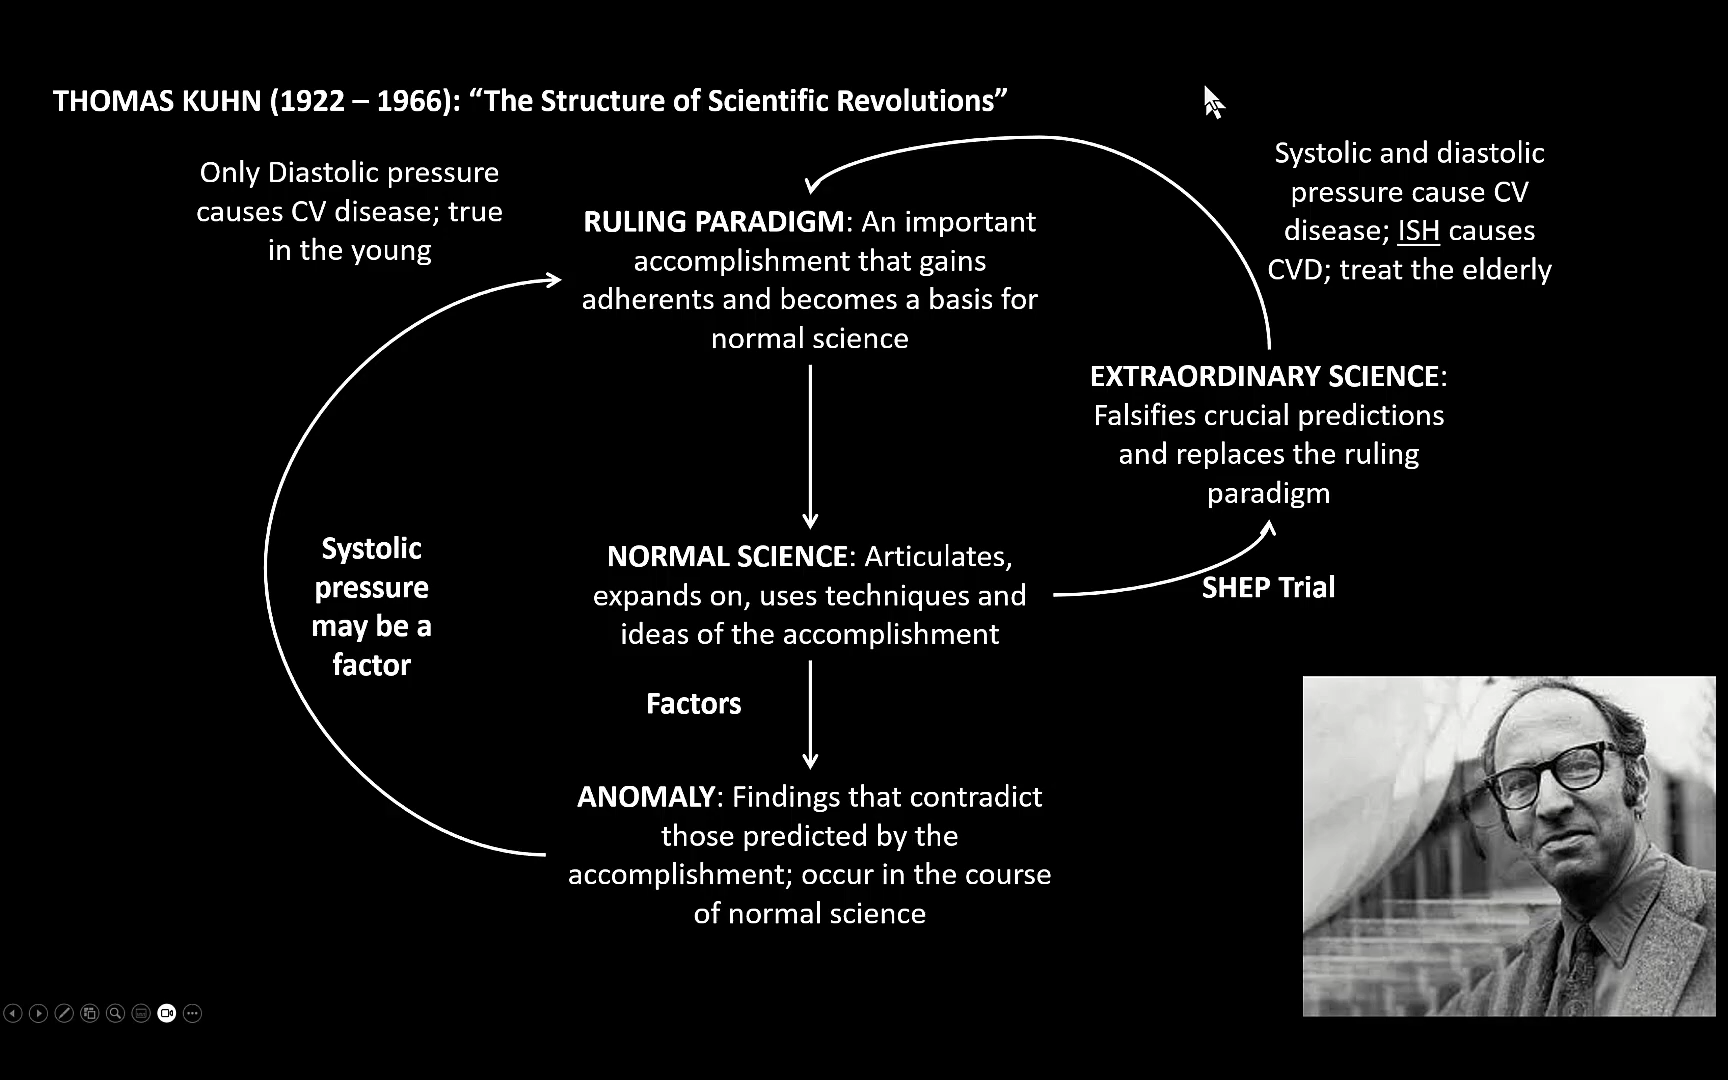 THOMAS KUHN (1922 – 1966): “The Structure of Scientific Revolutions”
Only Diastolic pressure
causes CV disease; true
in the young
RULING PARADIGM: An important
accomplishment that gains
adherents and becomes a basis for
normal science
Systolic and diastolic
pressure cause CV
disease; ISH causes
CVD; treat the elderly
EXTRAORDINARY SCIENCE:
Falsifies crucial predictions
and replaces the ruling
paradigm
Systolic
pressure
may be a
factor
NORMAL SCIENCE: Articulates,
expands on, uses techniques and
ideas of the accomplishment
SHEP Trial
Factors
ANOMALY: Findings that contradict
those predicted by the
accomplishment; occur in the course
of normal science